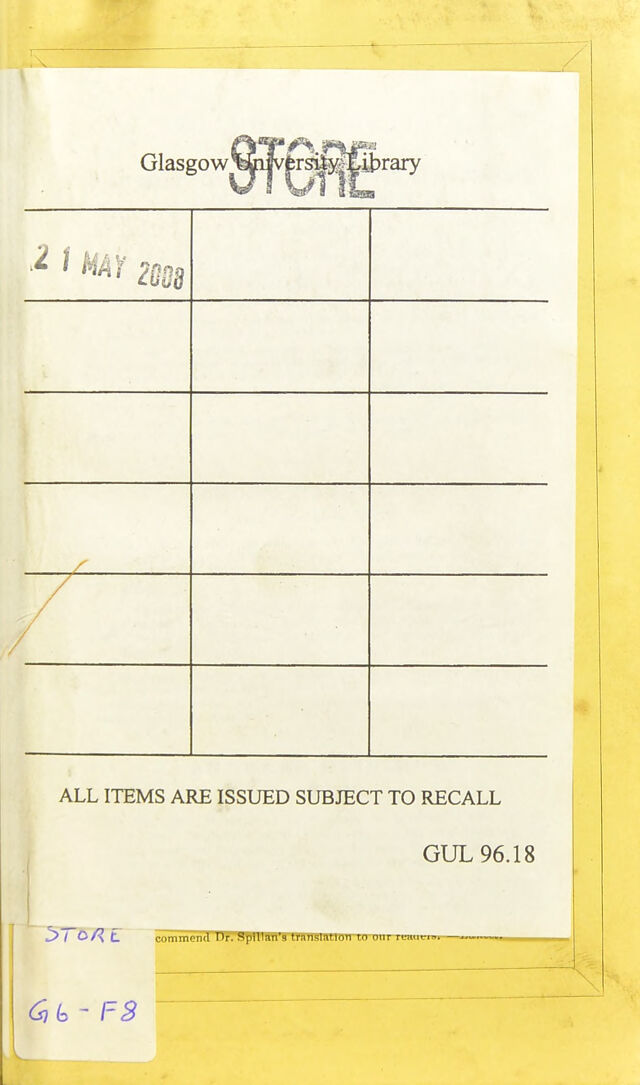 STORE
Glasgow University Library
21 MAY 2008
ALL ITEMS ARE ISSUED SUBJECT TO RECALL
GUL 96.18
commend Dr. Spillan's translation to our readers.
STORE
G6-F8